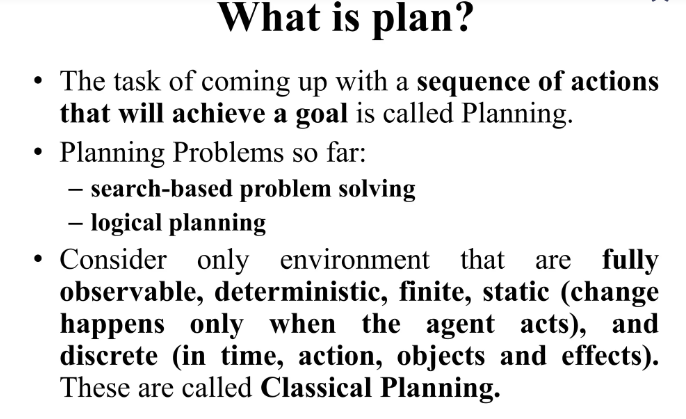 What is plan?
• The task of coming up with a sequence of actions
that will achieve a goal is called Planning.
• Planning Problems so far:
– search-based problem solving
– logical planning
• Consider only environment that are fully
observable, deterministic, finite, static (change
happens only when the agent acts), and
discrete (in time, action, objects and effects).
These are called Classical Planning.